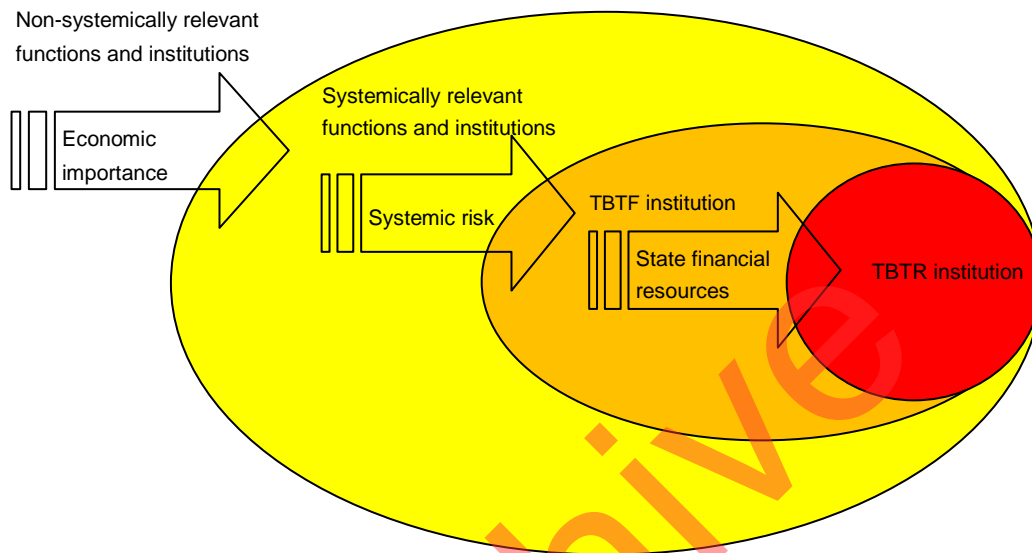 Non-systemically relevant
functions and institutions
Economic
importance
Systemically relevant
functions and institutions
Systemic risk
TBTF institution
State financial
resources
TBTR institution
hive